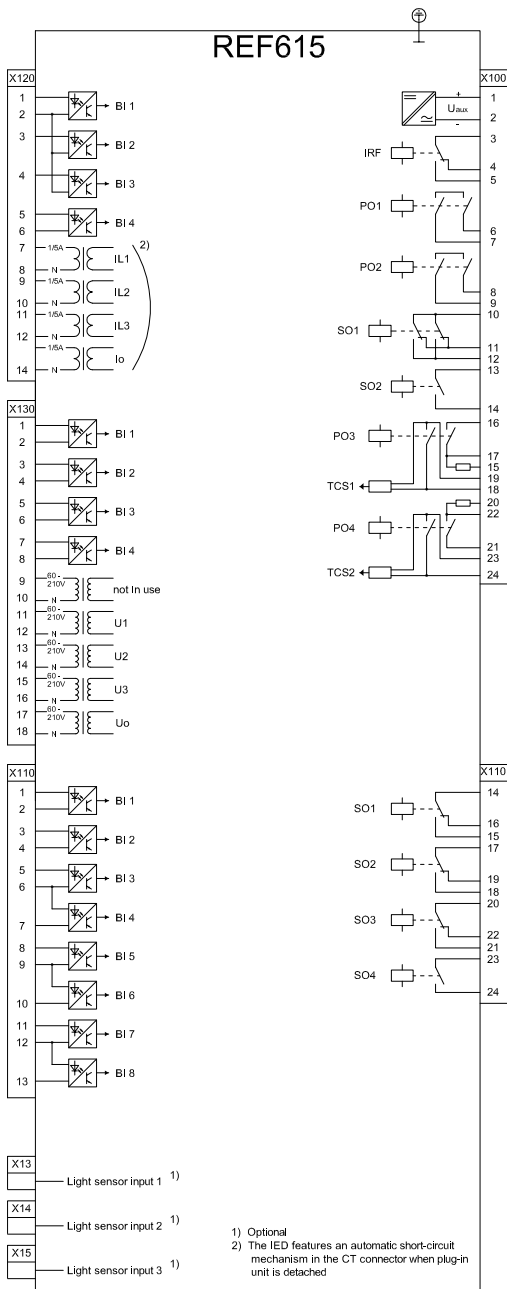 REF615
X120
1
2
BI 1
3
BI 2
4
BI 3
5
6
BI 4
7
1/5A
2)
8
N
IL1
9
1/5A
10
N
IL2
11
1/5A
12
N
IL3
1/5A
14
N
Io
X130
1
2
BI 1
3
4
BI 2
5
6
BI 3
7
8
BI 4
9
60 -
210V
10
N
not In use
11
60 -
210V
12
N
U1
13
60 -
210V
14
N
U2
15
60 -
210V
16
N
U3
17
60 -
210V
18
N
Uo
X110
1
2
BI 1
3
4
BI 2
5
6
BI 3
7
BI 4
8
9
BI 5
10
BI 6
11
12
BI 7
13
BI 8
X13
Light sensor input 1 1)
X14
Light sensor input 2 1)
X15
Light sensor input 3 1)
X100
+
1
Uaux
2
-
3
IRF
4
5
PO1
6
7
PO2
8
9
10
SO1
11
12
13
SO2
14
16
PO3
17
15
19
TCS1
18
20
22
PO4
21
23
TCS2
24
X110
14
SO1
16
15
17
SO2
19
18
20
SO3
22
21
23
SO4
24
1) Optional
2) The IED features an automatic short-circuit
mechanism in the CT connector when plug-in
unit is detached